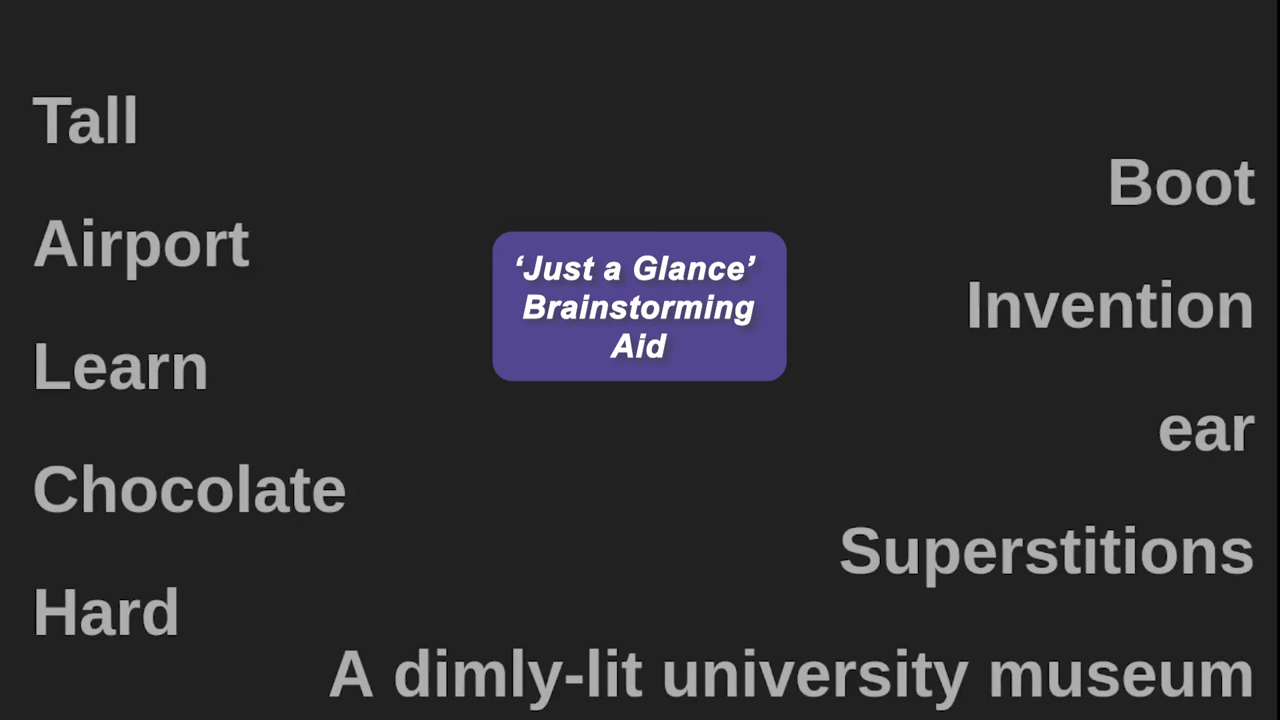 Tall
Boot
Airport
‘Just a Glance’
Brainstorming
Aid
Invention
Learn
ear
Chocolate
Superstitions
Hard
A dimly-lit university museum